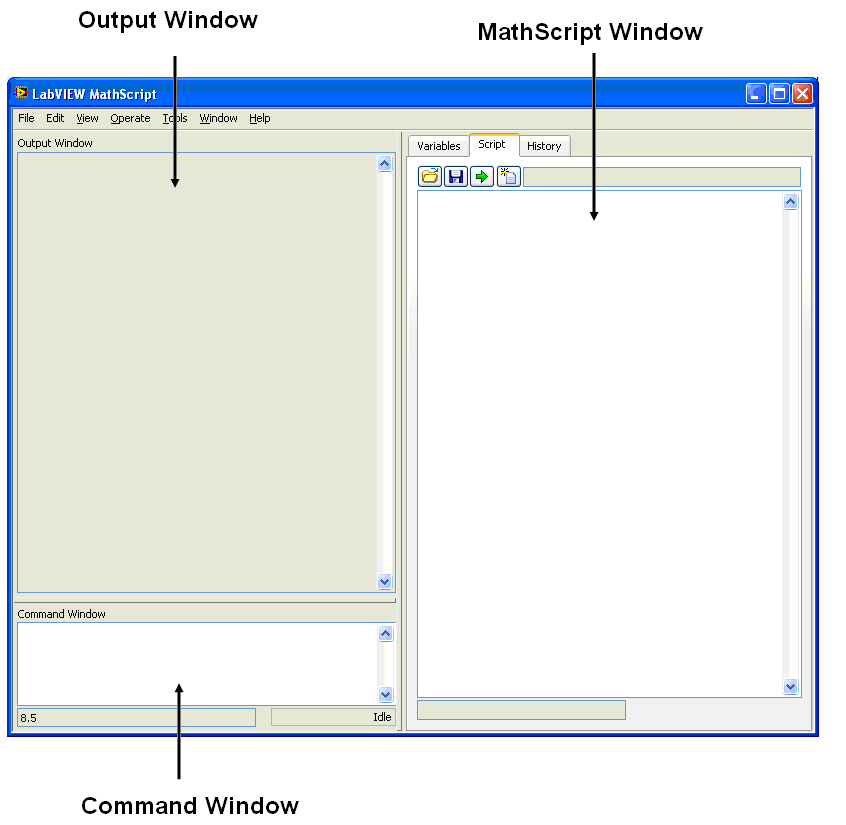 Output Window
MathScript Window
LabVIEW MathScript
File Edit View Operate Tools Window Help
Output Window
Variables Script History
Command Window
8.5
Idle
Command Window